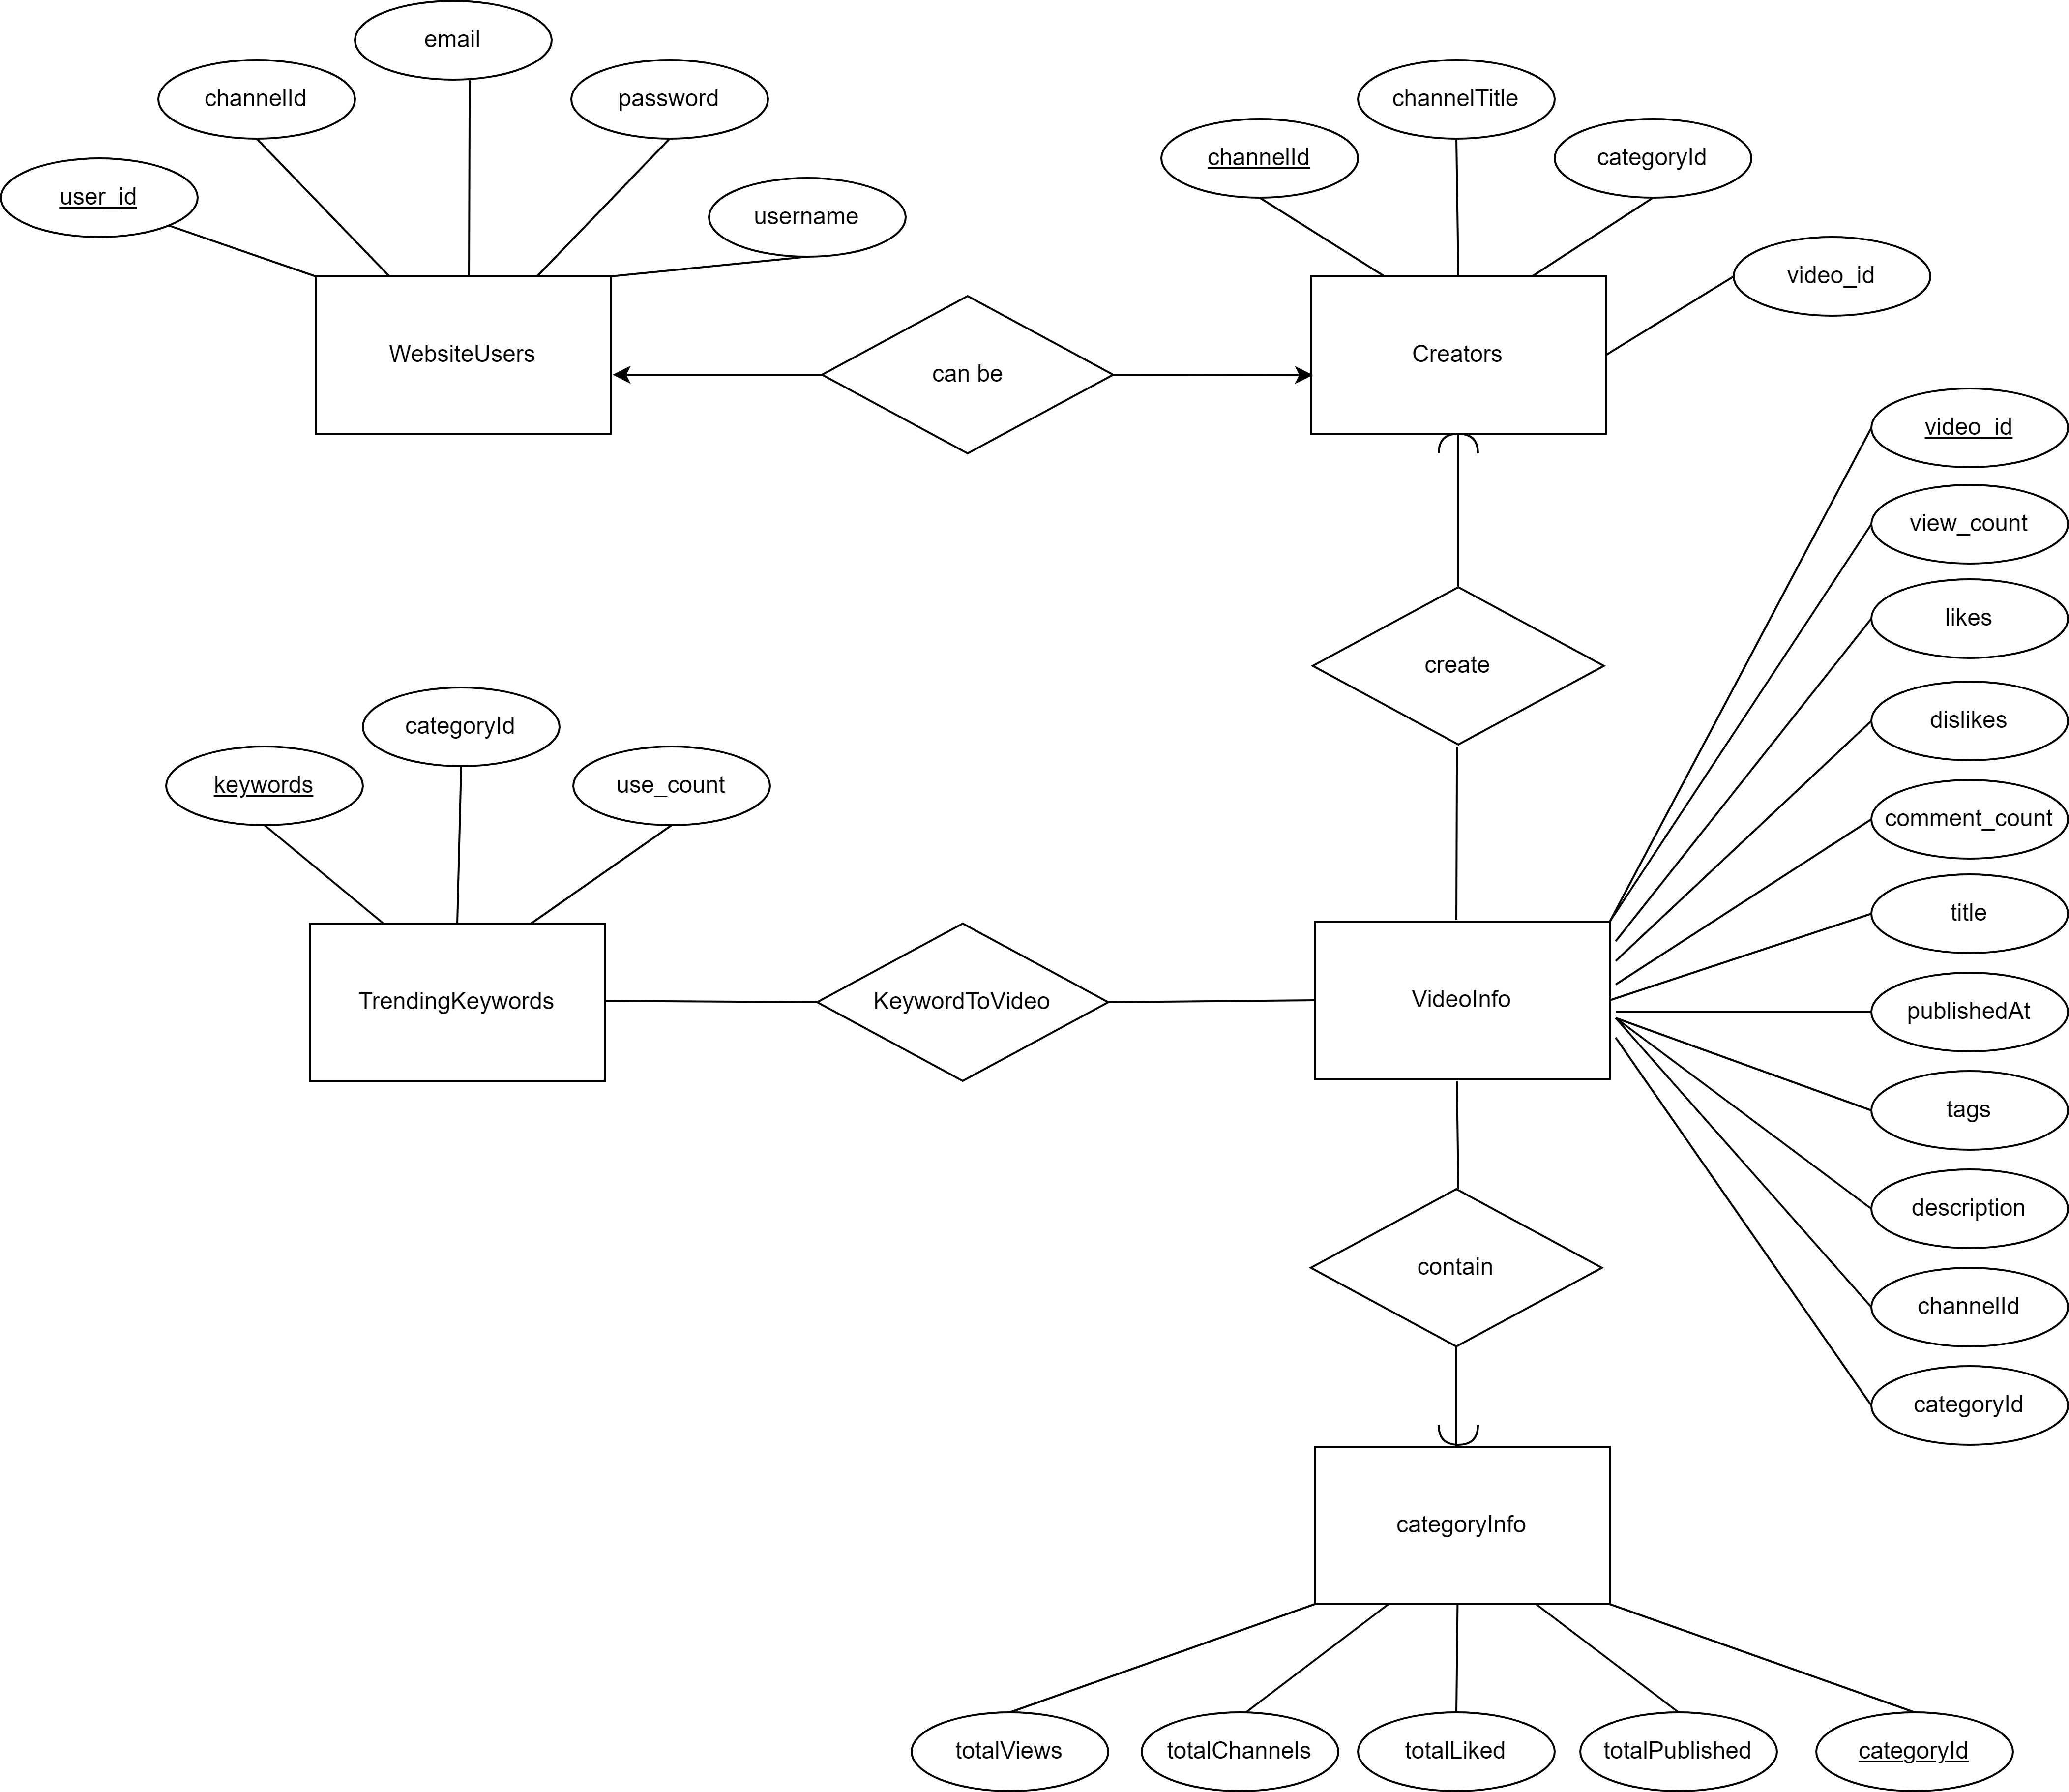 email
channelId
password
channelTitle
channelId
categoryId
user_id
username
video_id
WebsiteUsers
can be
Creators
video_id
view_count
likes
create
dislikes
categoryId
keywords
use_count
comment_count
title
TrendingKeywords
KeywordToVideo
VideoInfo
publishedAt
tags
description
contain
channelId
categoryId
categoryInfo
totalViews
totalChannels
totalLiked
totalPublished
categoryId